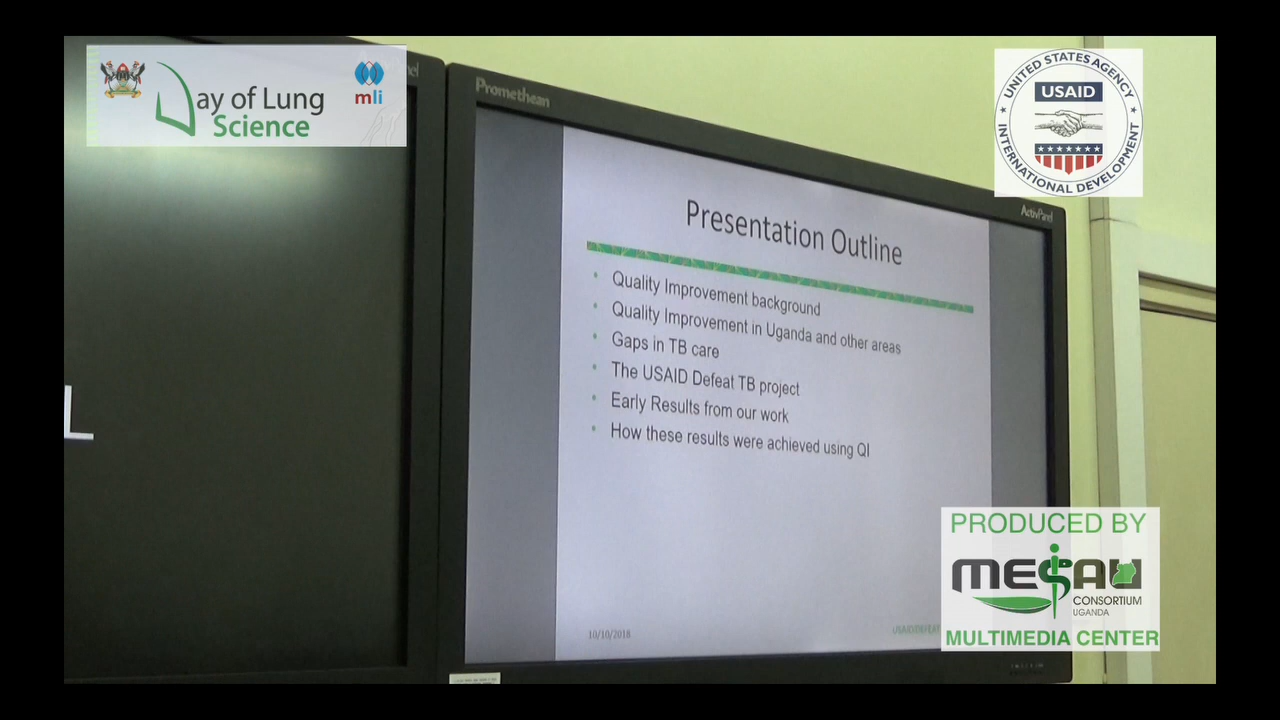 Day of Lung
Science
mli
UNITED STATES AGENCY
USAID
INTERNATIONAL DEVELOPMENT
Promethean
ActivPanel
L
Presentation Outline
• Quality Improvement background
• Quality Improvement in Uganda and other areas
• Gaps in TB care
• The USAID Defeat TB project
• Early Results from our work
• How these results were achieved using QI
10/10/2018
PRODUCED BY
MESAU
CONSORTIUM
UGANDA
MULTIMEDIA CENTER